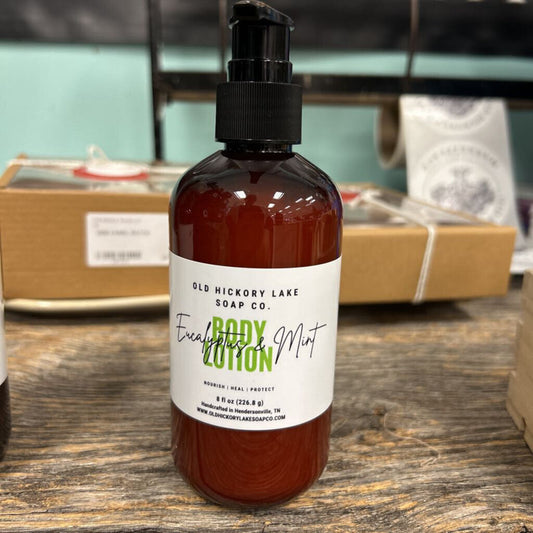 OLD HICKORY LAKE
SOAP CO.
BODY
Eucalyptus & Mint
LOTION
NOURISH | HEAL | PROTECT
8 fl oz (226.8 g)
Handcrafted in Hendersonville, TN
WWW.OLDHICKORYLAKESOAPCO.COM